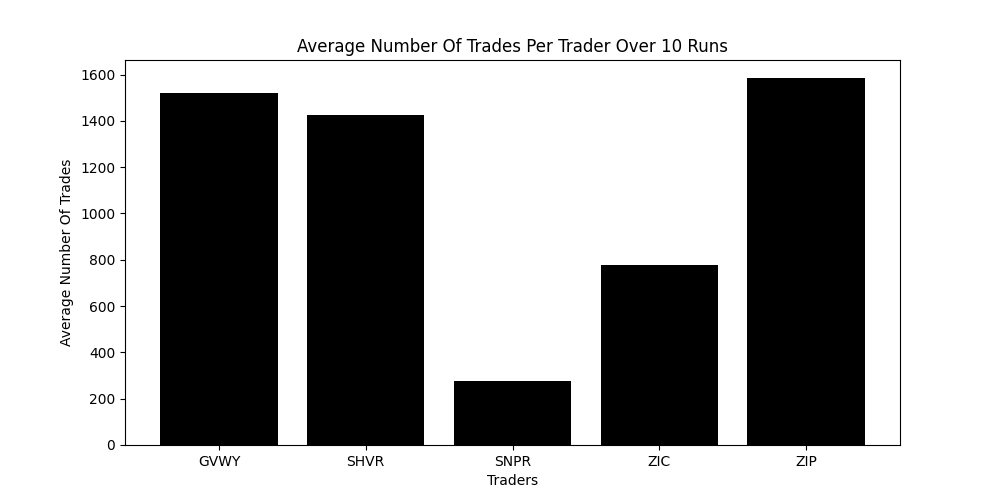 Average Number Of Trades Per Trader Over 10 Runs
1600
1400
1200
1000
800
600
400
200
0
Average Number Of Trades
GVWY SHVR SNPR ZIC ZIP
Traders